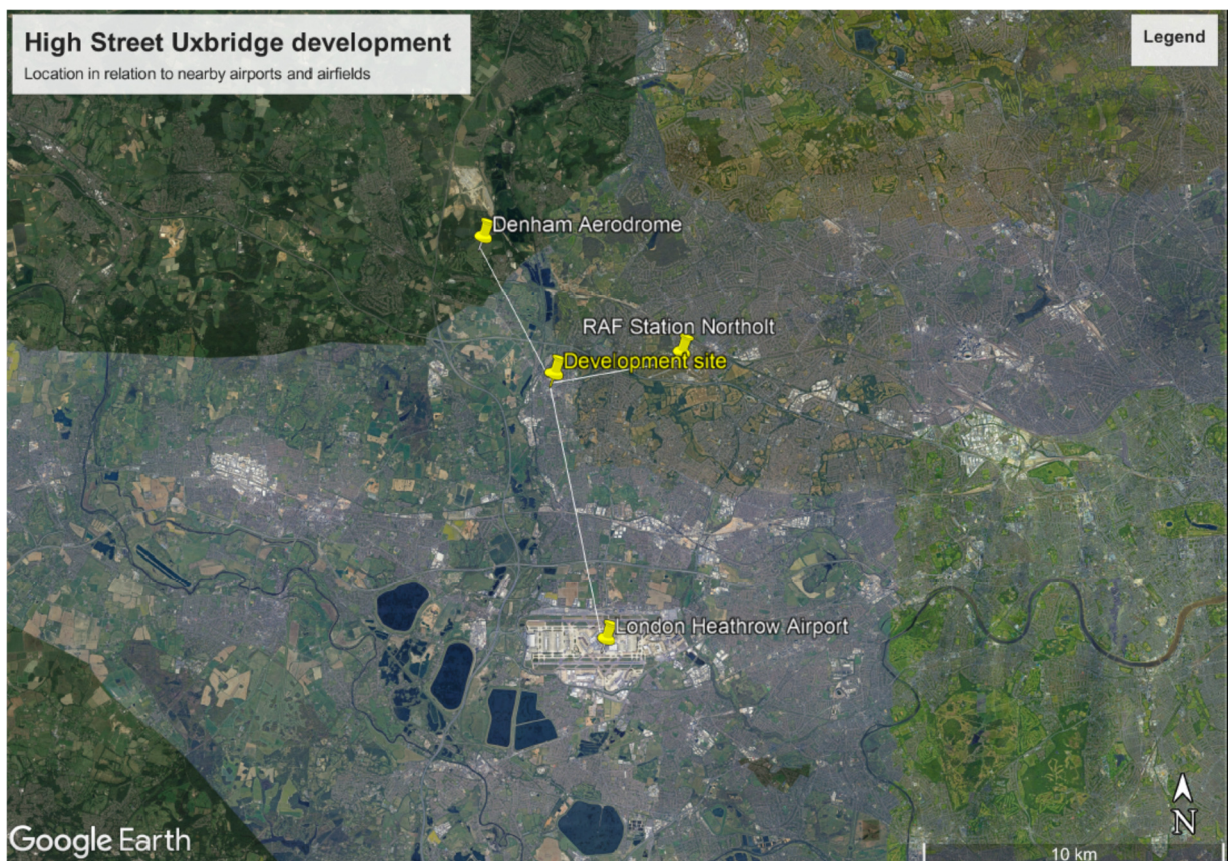 High Street Uxbridge development
Location in relation to nearby airports and airfields
Legend
Denham Aerodrome
RAF Station Northolt
Development site
London Heathrow Airport
N
Google Earth
10 km